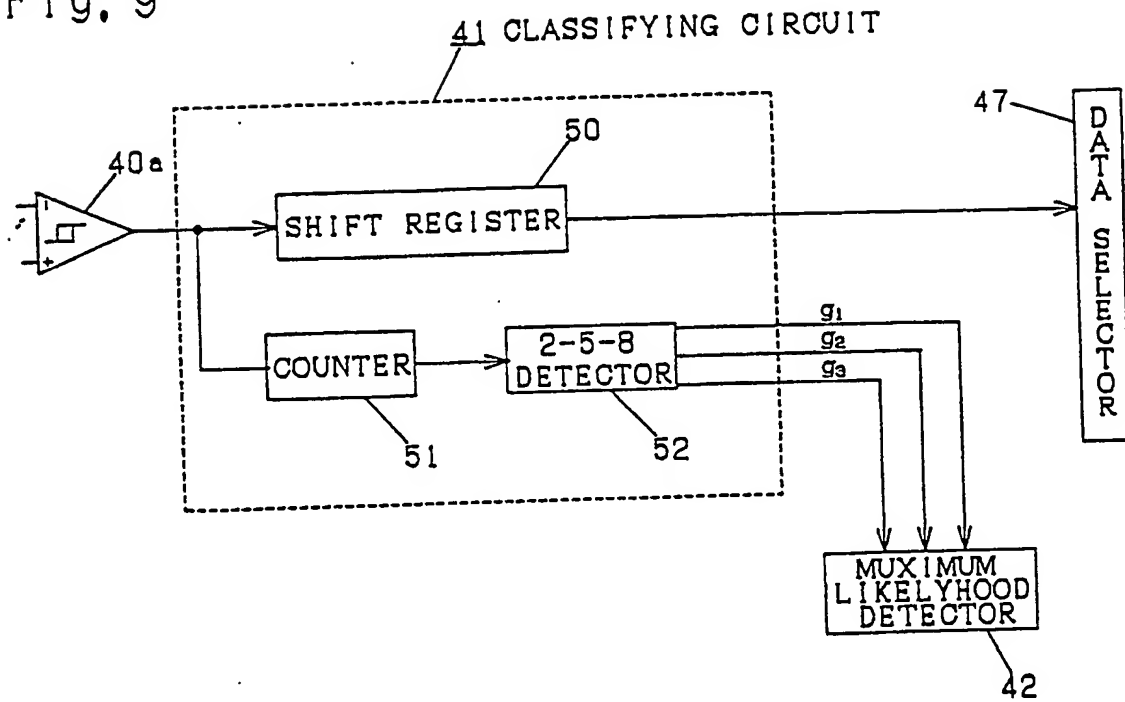 Fig. 9
41 CLASSIFYING CIRCUIT
47
DATA SELECTOR
50
40a
SHIFT REGISTER
- 
+
g1
g2
g3
COUNTER
2-5-8
DETECTOR
51
52
MUXIMUM
LIKELYHOOD
DETECTOR
42